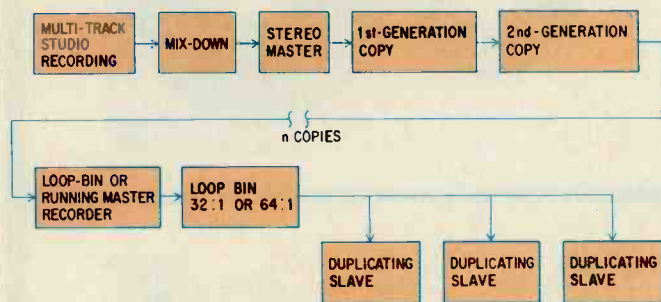 MULTI-TRACK
STUDIO
RECORDING
MIX-DOWN
STEREO
MASTER
1st-GENERATION
COPY
2nd-GENERATION
COPY
n COPIES
LOOP-BIN OR
RUNNING MASTER
RECORDER
LOOP BIN
32:1 OR 64:1
DUPLICATING
SLAVE
DUPLICATING
SLAVE
DUPLICATING
SLAVE